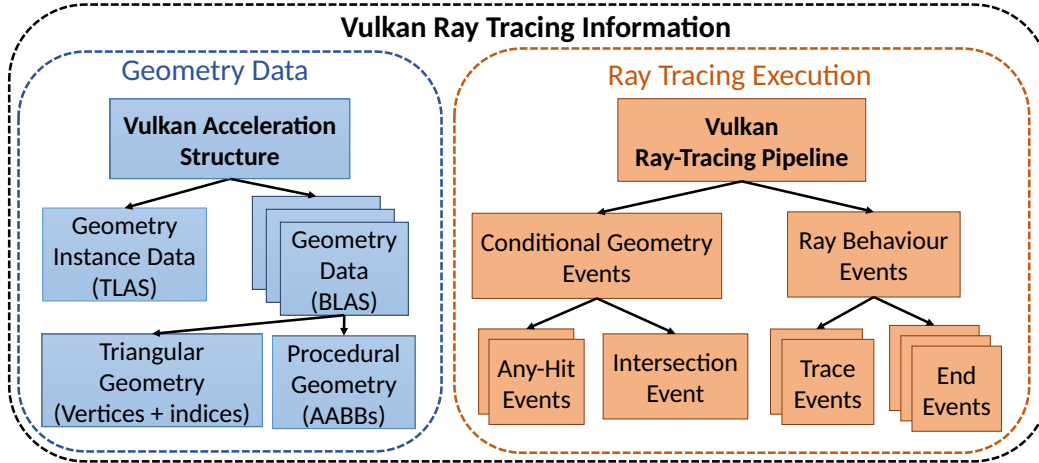 Vulkan Ray Tracing Information
Geometry Data
Vulkan Acceleration
Structure
Geometry
Instance Data
(TLAS)
Geometry
Data
(BLAS)
Triangular
Geometry
(Vertices + indices)
Procedural
Geometry
(AABBs)
Ray Tracing Execution
Vulkan
Ray-Tracing Pipeline
Conditional Geometry
Events
Ray Behaviour
Events
Any-Hit
Events
Intersection
Event
Trace
Events
End
Events